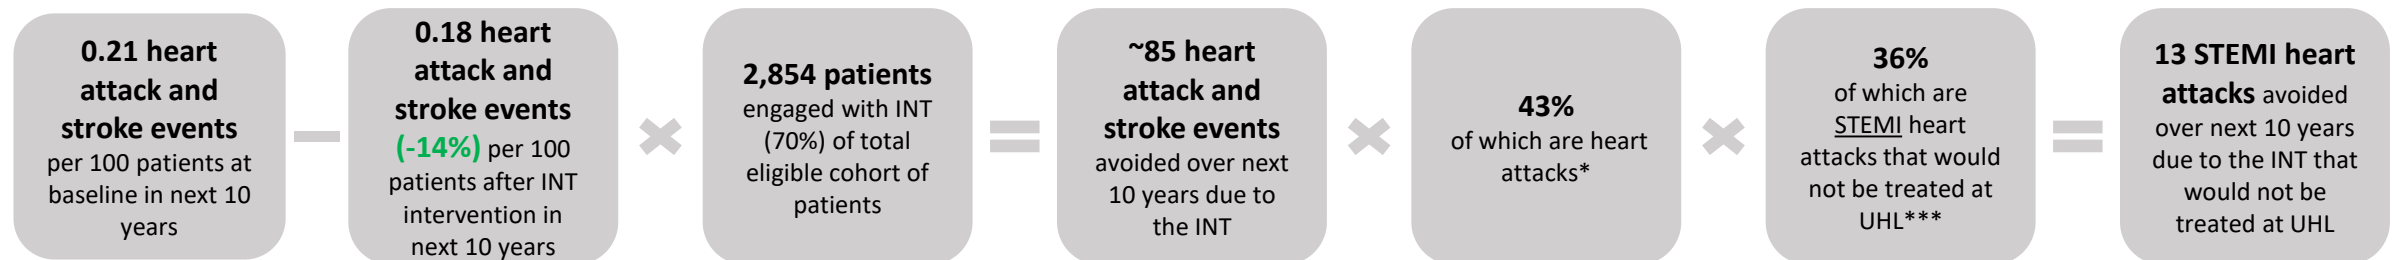 0.21 heart
attack and
stroke events
per 100 patients at
baseline in next 10
years
0.18 heart
attack and
stroke events
(-14%) per 100
patients after INT
intervention in
next 10 years
2,854 patients
engaged with INT
(70%) of total
eligible cohort of
patients
~85 heart
attack and
stroke events
avoided over next
10 years due to
the INT
43%
of which are heart
attacks*
36%
of which are
STEMI heart
attacks that would
not be treated at
UHL***
13 STEMI heart
attacks avoided
over next 10 years
due to the INT that
would not be
treated at UHL